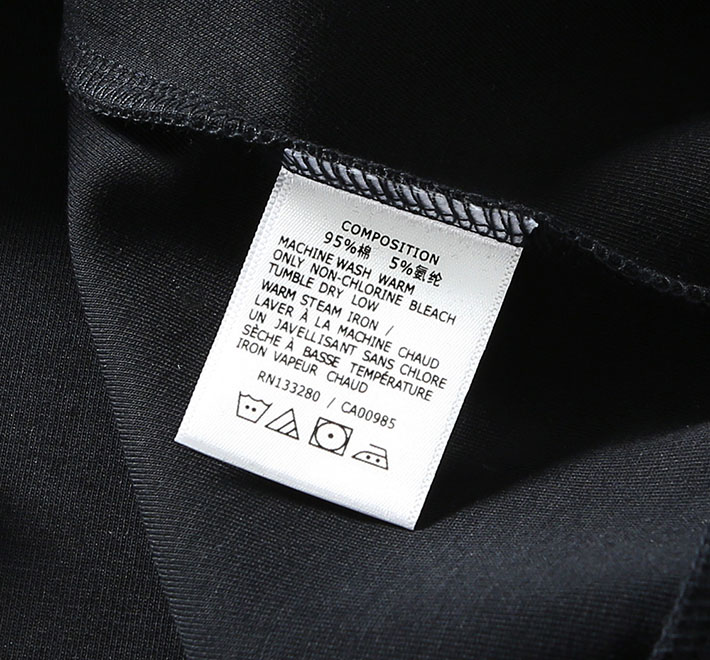 COMPOSITION
95%棉 5%氨纶
MACHINE WASH WARM
ONLY NON-CHLORINE BLEACH
TUMBLE DRY LOW
WARM STEAM IRON /
LAVER À LA MACHINE CHAUD
UN JAVELLISANT SANS CHLORE
SÈCHE À BASSE TEMPÉRATURE
IRON VAPEUR CHAUD
RN133280 / CA00985